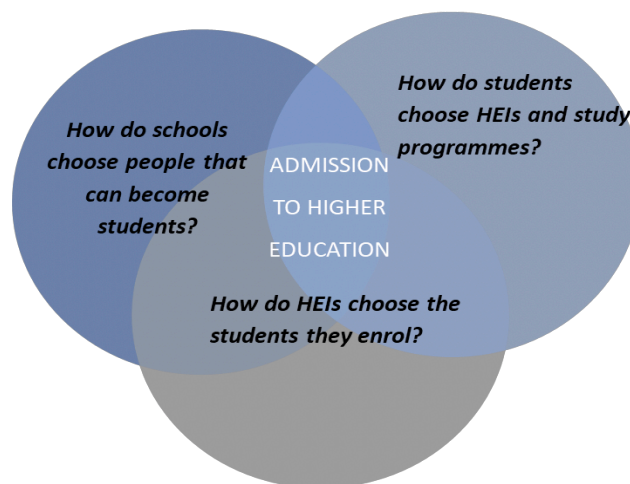 How do schools
choose people that
can become
students?
How do students
choose HEIs and study
programmes?
ADMISSION
TO HIGHER
EDUCATION
How do HEIs choose the
students they enrol?